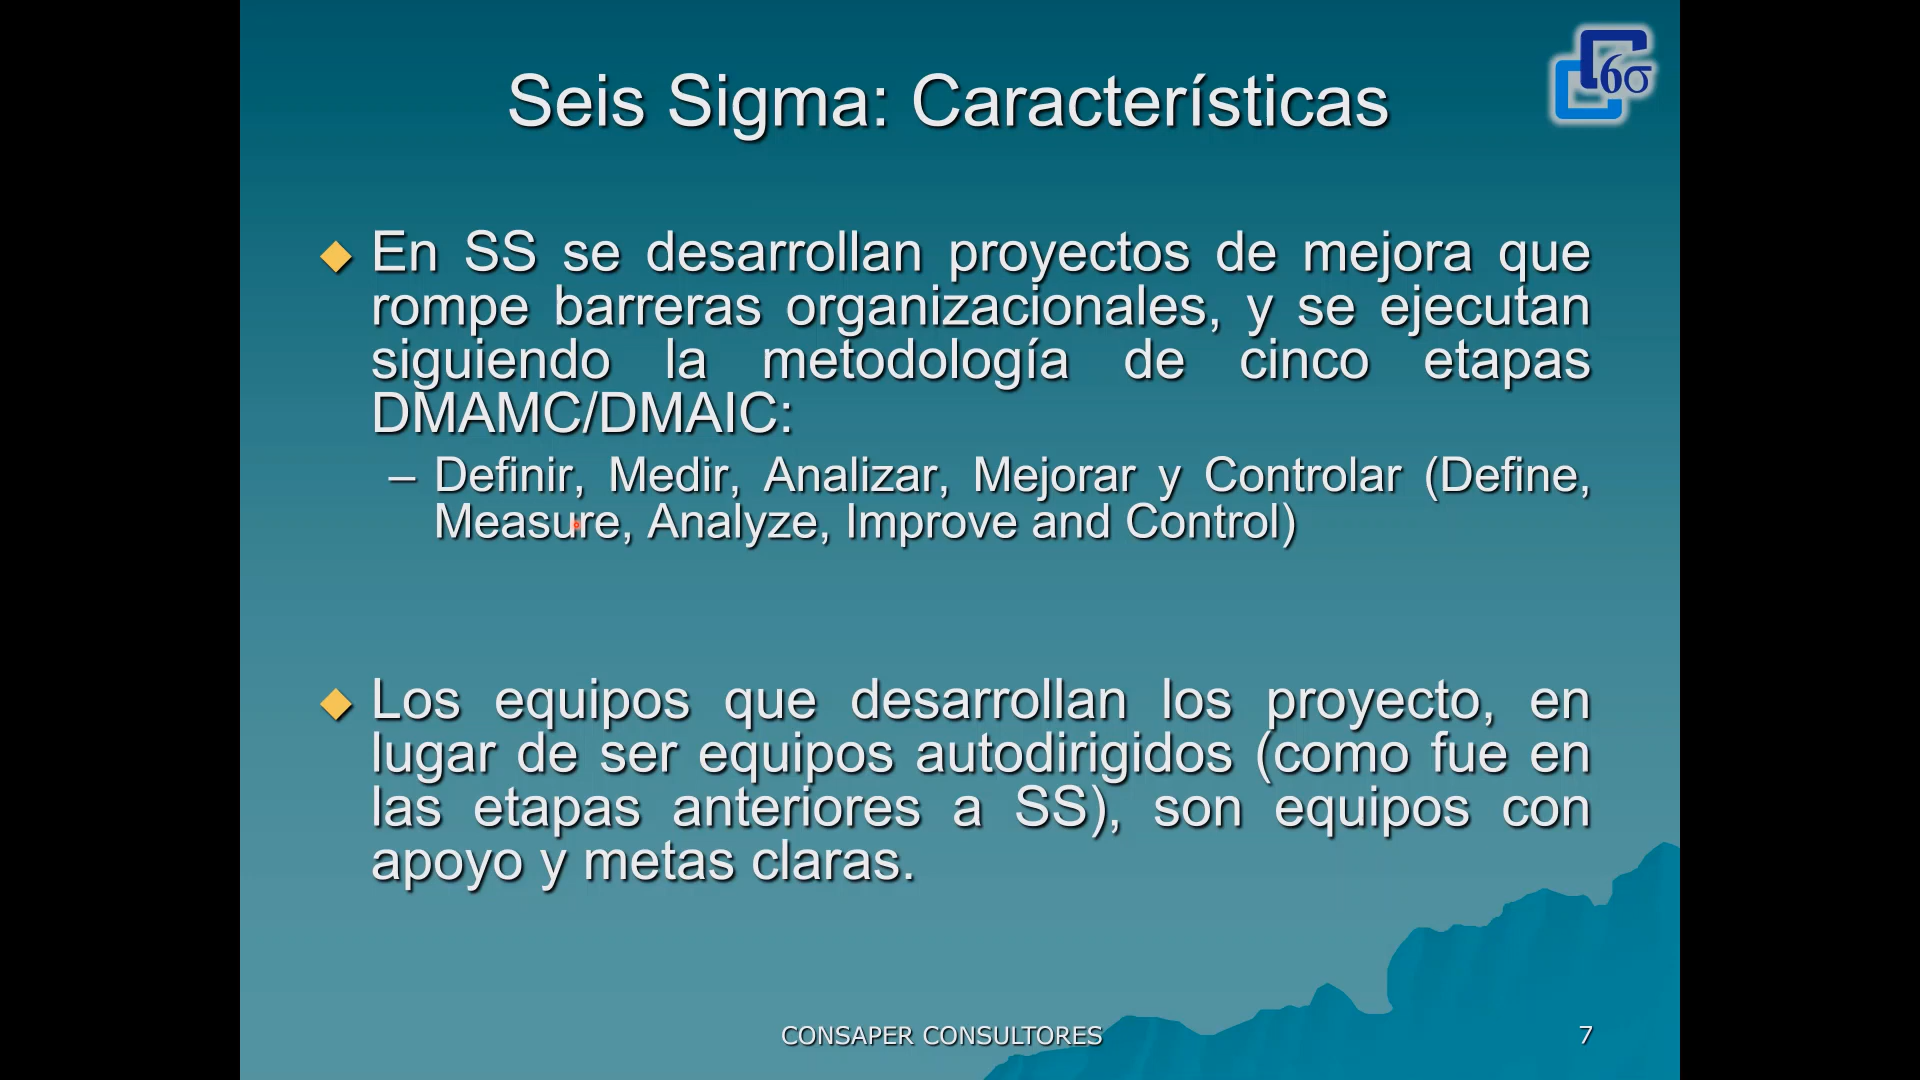 Seis Sigma: Características
6σ
En SS se desarrollan proyectos de mejora que
rompe barreras organizacionales, y se ejecutan
siguiendo la metodología de cinco etapas
DMAMC/DMAIC:
– Definir, Medir, Analizar, Mejorar y Controlar (Define,
Measure, Analyze, Improve and Control)
Los equipos que desarrollan los proyecto, en
lugar de ser equipos autodirigidos (como fue en
las etapas anteriores a SS), son equipos con
apoyo y metas claras.
CONSAPER CONSULTORES
7